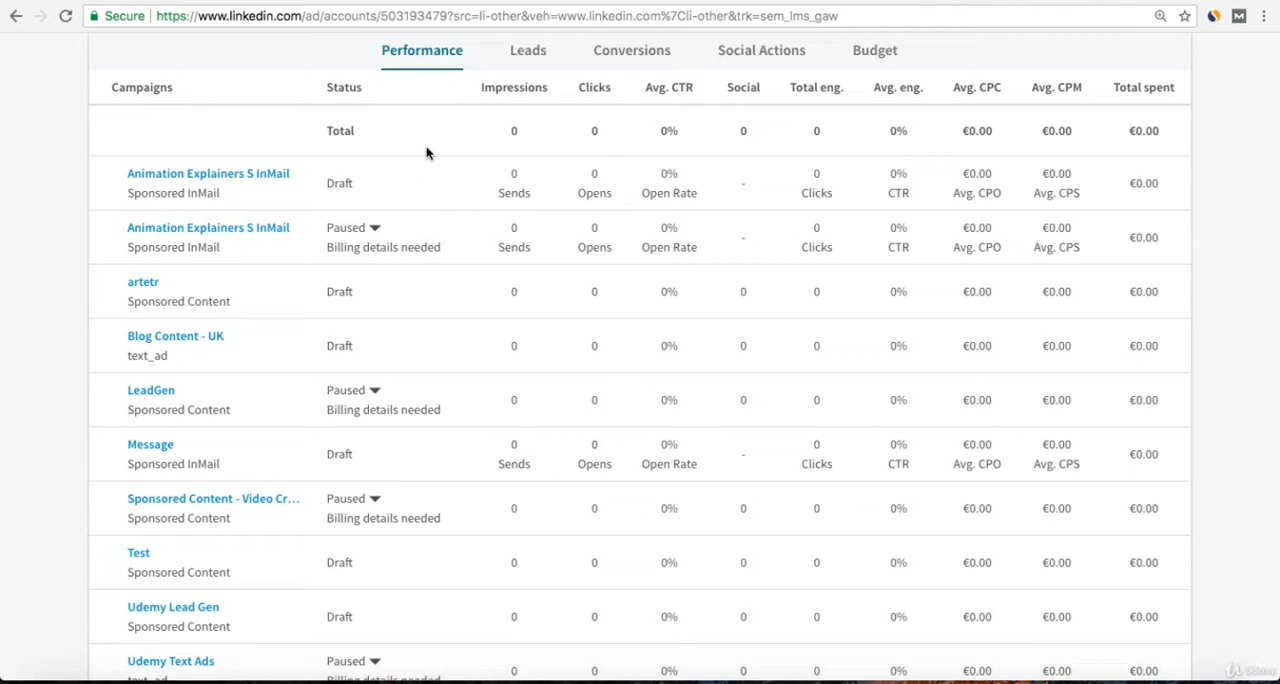 Secure https://www.linkedin.com/ad/accounts/503193479?src=li-other&veh=www.linkedin.com%7Cli-other&trk=sem_lms_gaw M
Performance Leads Conversions Social Actions Budget
Campaigns Status Impressions Clicks Avg. CTR Social Total eng. Avg. eng. Avg. CPC Avg. CPM Total spent
Total 0 0 0% 0 0 0% €0.00 €0.00 €0.00
Animation Explainers S InMail Draft 0 0 0% - 0 0% €0.00 €0.00 €0.00
Sponsored InMail Sends Opens Open Rate Clicks CTR Avg. CPO Avg. CPS
Animation Explainers S InMail Paused 0 0 0% - 0 0% €0.00 €0.00 €0.00
Sponsored InMail Billing details needed Sends Opens Open Rate Clicks CTR Avg. CPO Avg. CPS
artetr Draft 0 0 0% 0 0 0% €0.00 €0.00 €0.00
Sponsored Content
Blog Content - UK Draft 0 0 0% 0 0 0% €0.00 €0.00 €0.00
text_ad
LeadGen Paused 0 0 0% 0 0 0% €0.00 €0.00 €0.00
Sponsored Content Billing details needed
Message Draft 0 0 0% - 0 0% €0.00 €0.00 €0.00
Sponsored InMail Sends Opens Open Rate Clicks CTR Avg. CPO Avg. CPS
Sponsored Content - Video Cr... Paused 0 0 0% 0 0 0% €0.00 €0.00 €0.00
Sponsored Content Billing details needed
Test Draft 0 0 0% 0 0 0% €0.00 €0.00 €0.00
Sponsored Content
Udemy Lead Gen Draft 0 0 0% 0 0 0% €0.00 €0.00 €0.00
Sponsored Content
Udemy Text Ads Paused 0 0 0% 0 0 0% €0.00 €0.00 €0.00
text_ad Billing details needed
Udemy